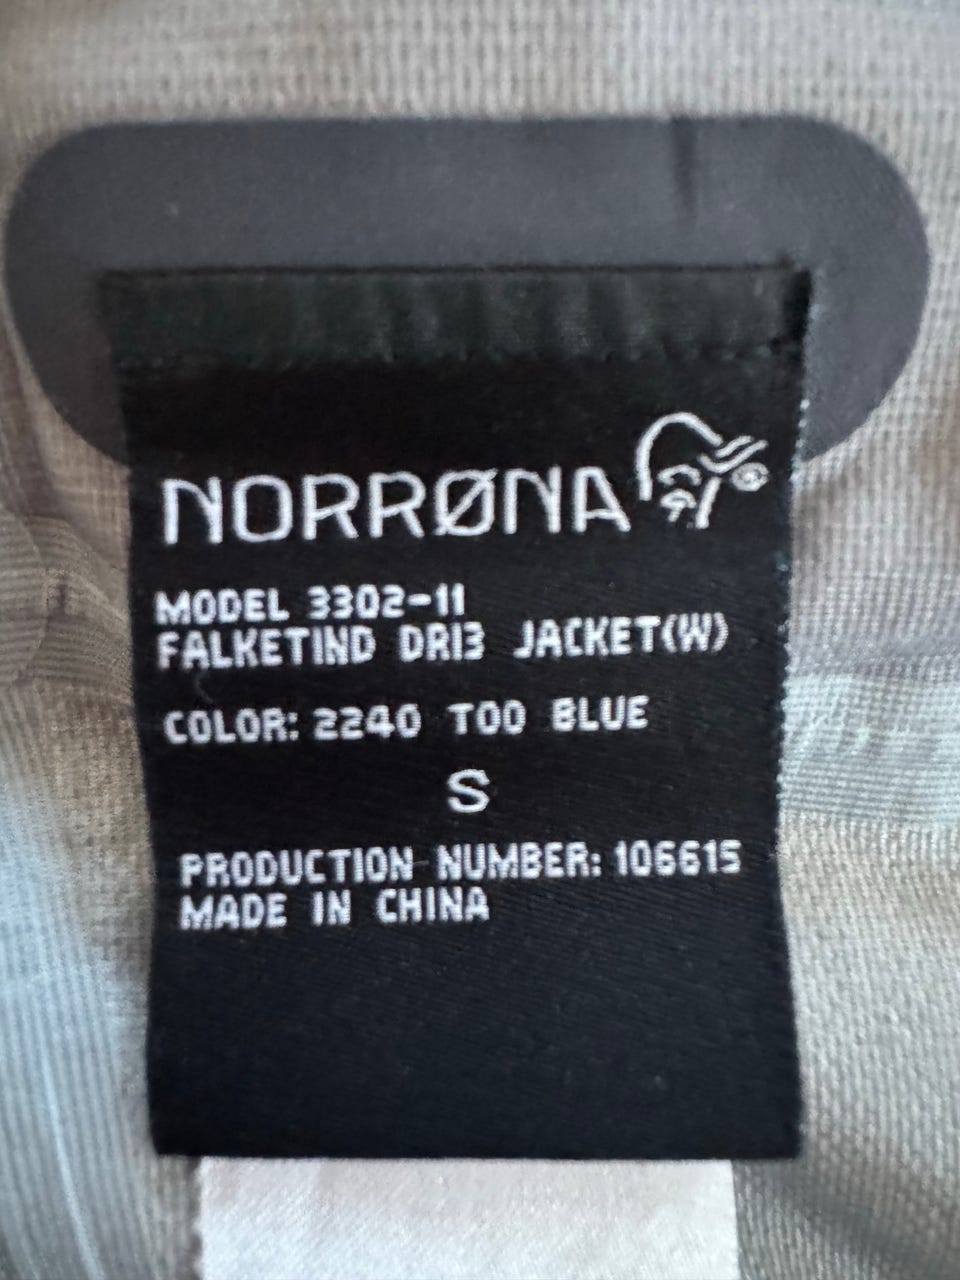 NORRØNA
MODEL 3302-11
FALKETIND DRI3 JACKET(W)
COLOR: 2240 TOO BLUE
S
PRODUCTION NUMBER: 106615
MADE IN CHINA